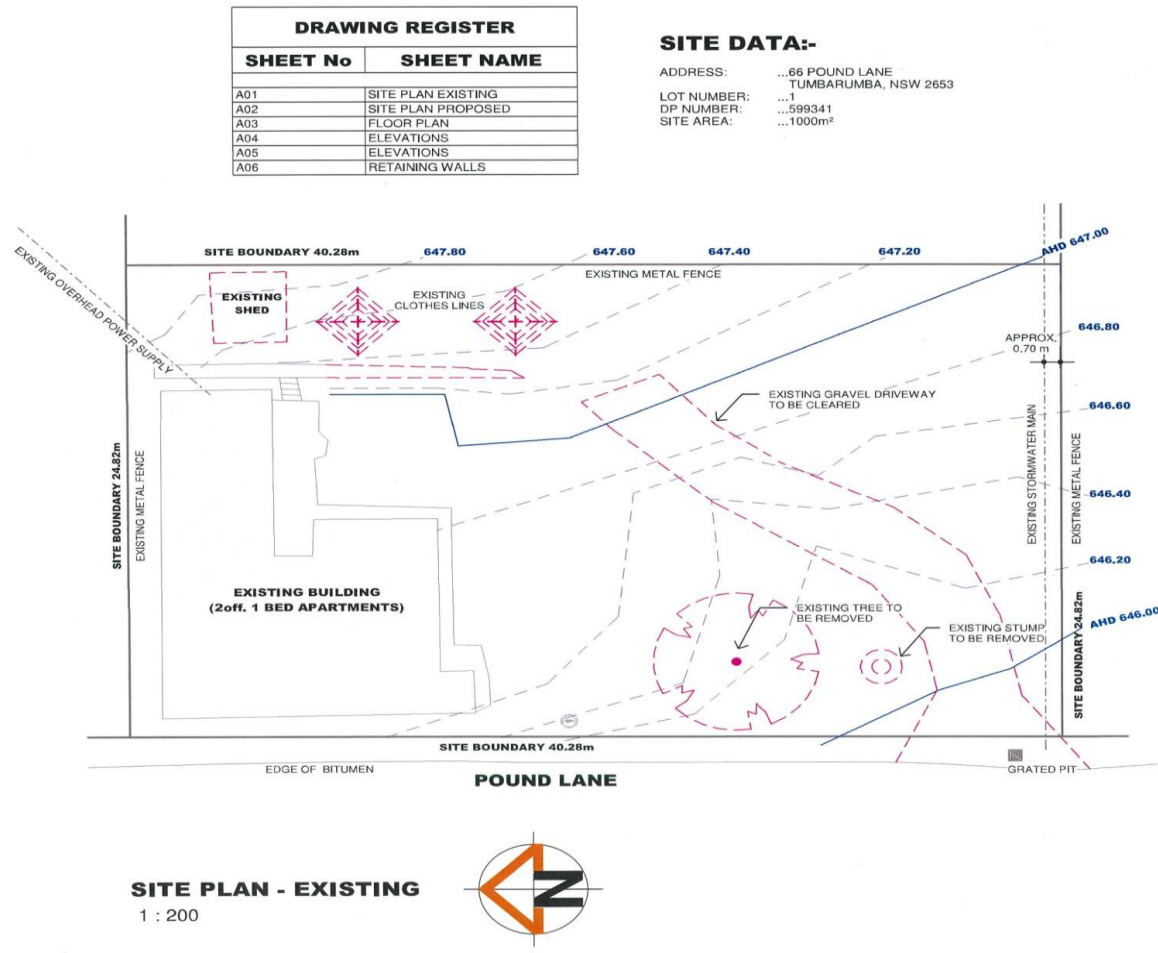 DRAWING REGISTER
SHEET No SHEET NAME
A01 SITE PLAN EXISTING
A02 SITE PLAN PROPOSED
A03 FLOOR PLAN
A04 ELEVATIONS
A05 ELEVATIONS
A06 RETAINING WALLS
SITE DATA:-
ADDRESS: ...66 POUND LANE
TUMBARUMBA, NSW 2653
LOT NUMBER: ...1
DP NUMBER: ...599341
SITE AREA: ...1000m²
EXISTING OVERHEAD POWER SUPPLY
SITE BOUNDARY 40.28m
647.80
647.60
647.40
647.20
AHD 647.00
EXISTING METAL FENCE
EXISTING
SHED
EXISTING
CLOTHES LINES
646.80
APPROX.
0.70 m
EXISTING GRAVEL DRIVEWAY
TO BE CLEARED
646.60
SITE BOUNDARY 24.82m
EXISTING METAL FENCE
EXISTING STORMWATER MAIN
EXISTING METAL FENCE
646.40
646.20
EXISTING BUILDING
(2off. 1 BED APARTMENTS)
EXISTING TREE TO
BE REMOVED
EXISTING STUMP
TO BE REMOVED
AHD 646.00
SITE BOUNDARY 24.82m
SITE BOUNDARY 40.28m
EDGE OF BITUMEN
POUND LANE
GRATED PIT
SITE PLAN - EXISTING
1 : 200
N